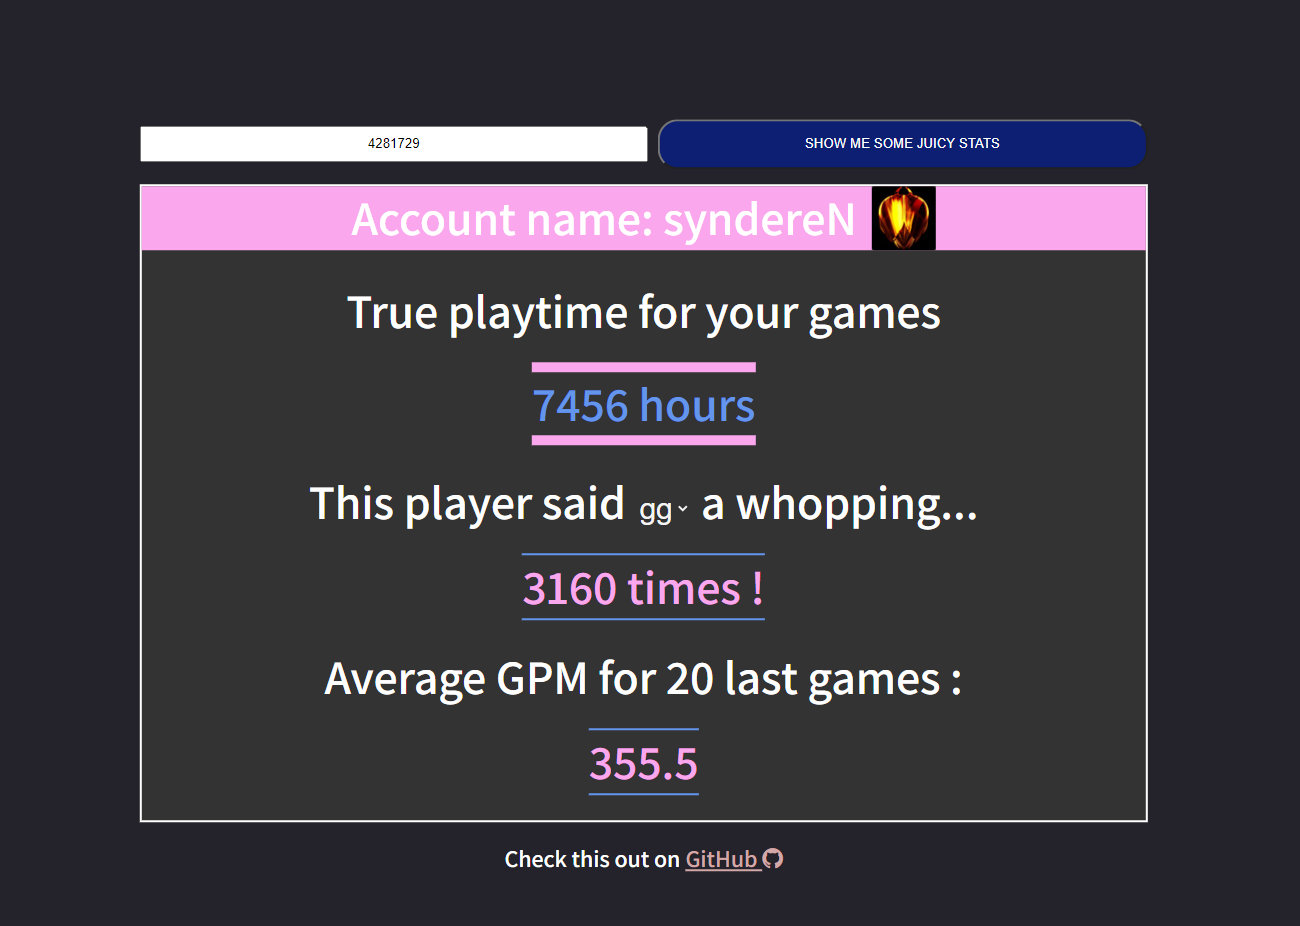 4281729
SHOW ME SOME JUICY STATS
Account name: syndereN
True playtime for your games
7456 hours
This player said gg a whopping...
3160 times !
Average GPM for 20 last games :
355.5
Check this out on GitHub